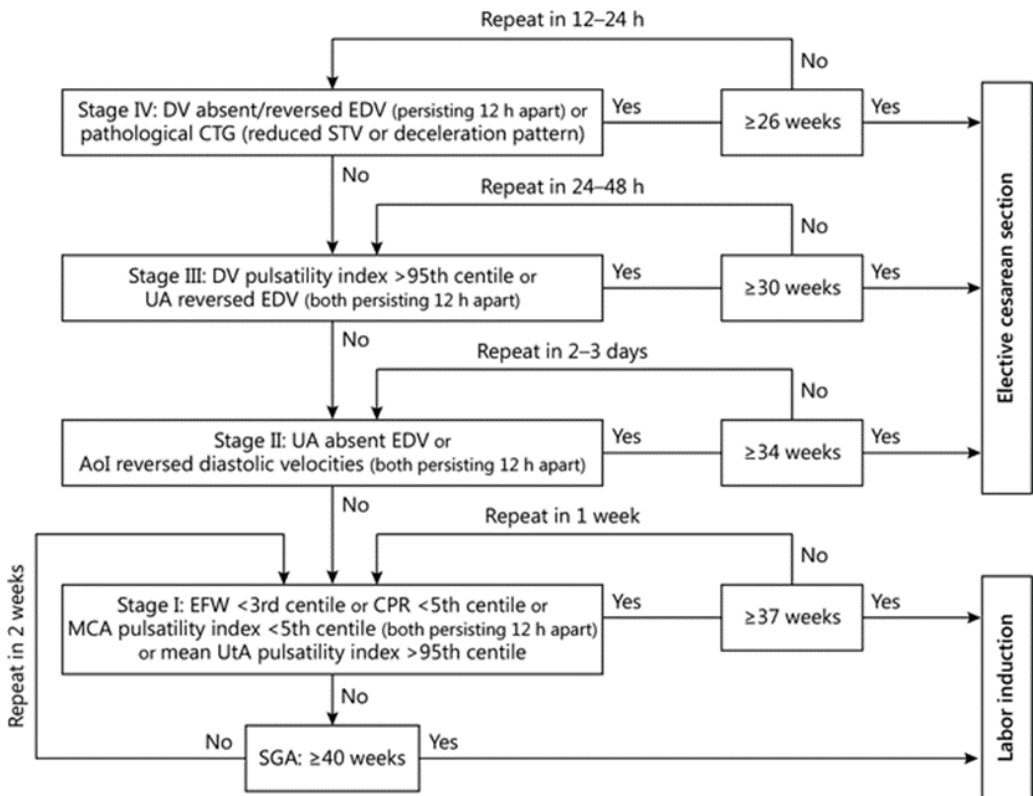 Repeat in 12–24 h
No
Stage IV: DV absent/reversed EDV (persisting 12 h apart) or
pathological CTG (reduced STV or deceleration pattern)
Yes
≥26 weeks
Yes
No
Repeat in 24–48 h
No
Stage III: DV pulsatility index >95th centile or
UA reversed EDV (both persisting 12 h apart)
Yes
≥30 weeks
Yes
Elective cesarean section
No
Repeat in 2–3 days
No
Stage II: UA absent EDV or
AoI reversed diastolic velocities (both persisting 12 h apart)
Yes
≥34 weeks
Yes
No
Repeat in 1 week
No
Repeat in 2 weeks
Stage I: EFW <3rd centile or CPR <5th centile or
MCA pulsatility index <5th centile (both persisting 12 h apart)
or mean UtA pulsatility index >95th centile
Yes
≥37 weeks
Yes
Labor induction
No
No
SGA: ≥40 weeks
Yes